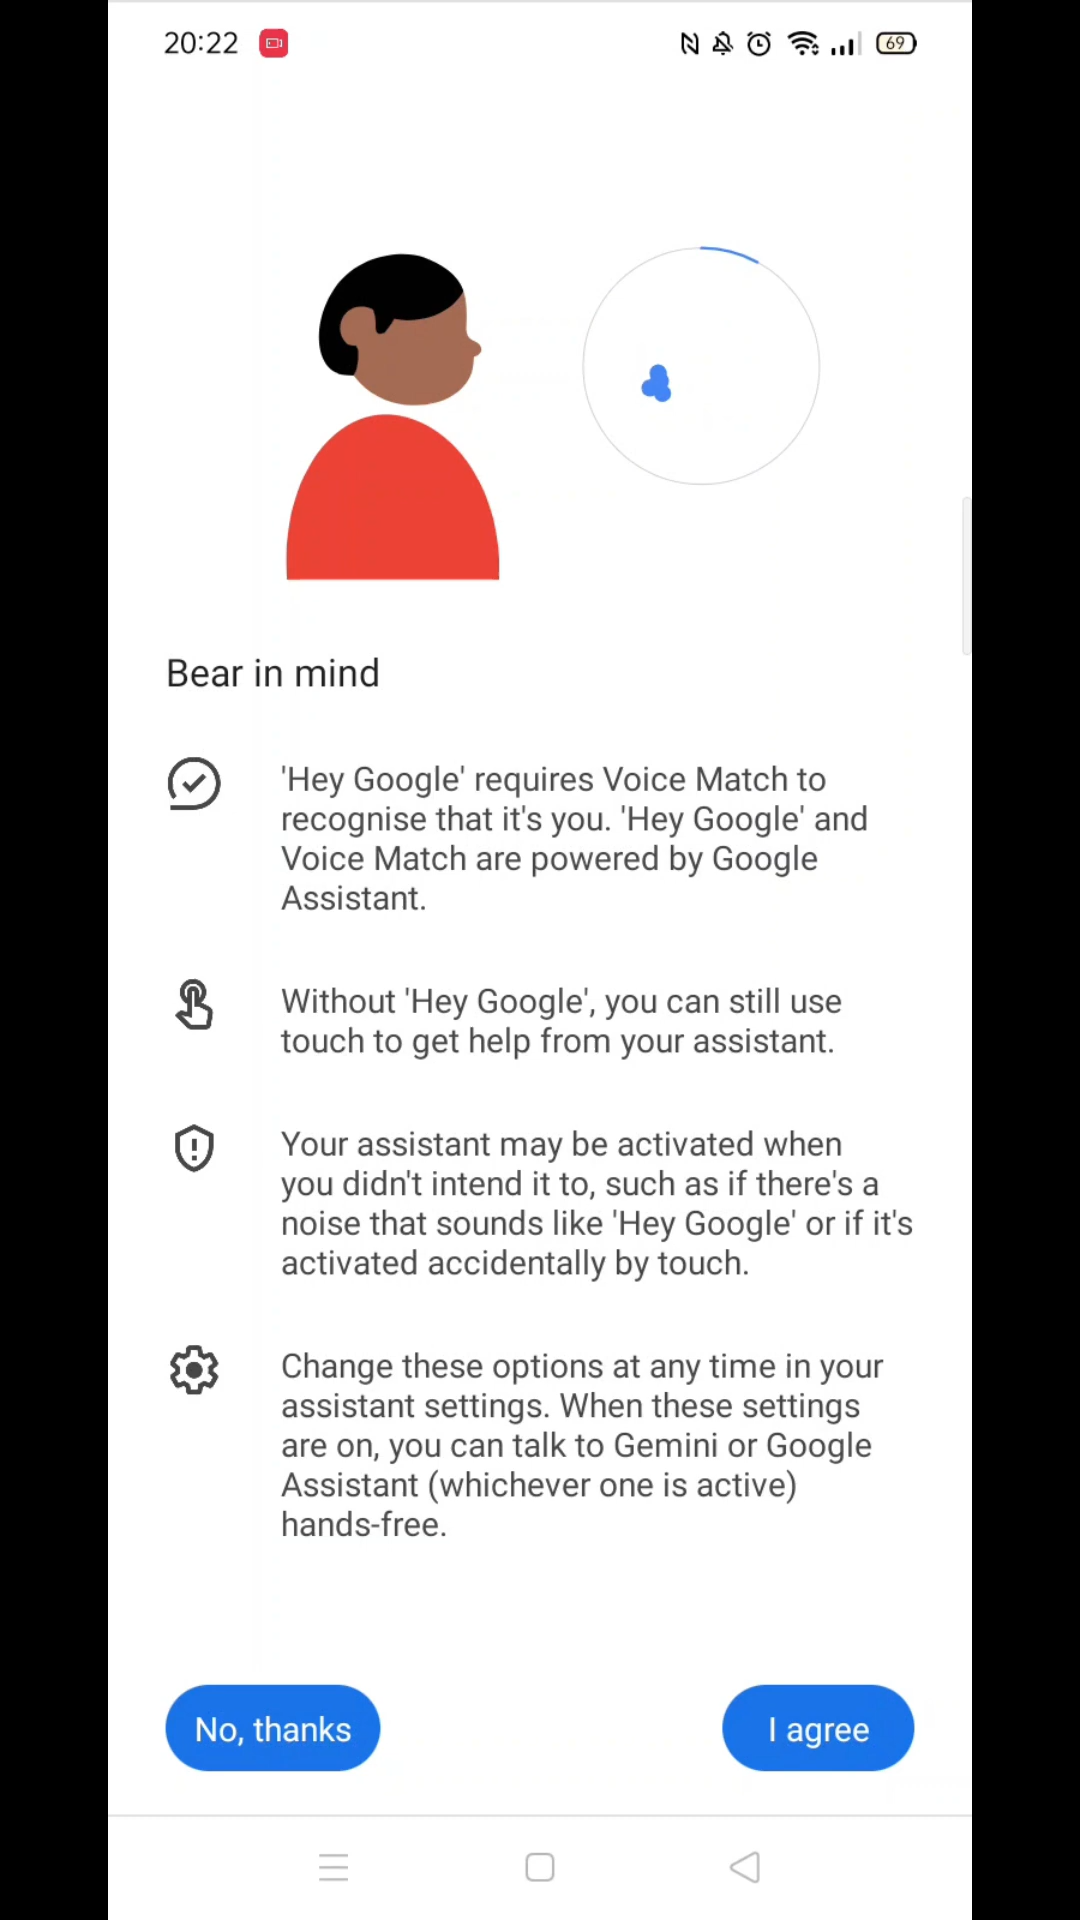 20:22
69
Bear in mind
'Hey Google' requires Voice Match to
recognise that it's you. 'Hey Google' and
Voice Match are powered by Google
Assistant.
Without 'Hey Google', you can still use
touch to get help from your assistant.
Your assistant may be activated when
you didn't intend it to, such as if there's a
noise that sounds like 'Hey Google' or if it's
activated accidentally by touch.
Change these options at any time in your
assistant settings. When these settings
are on, you can talk to Gemini or Google
Assistant (whichever one is active)
hands-free.
No, thanks
I agree